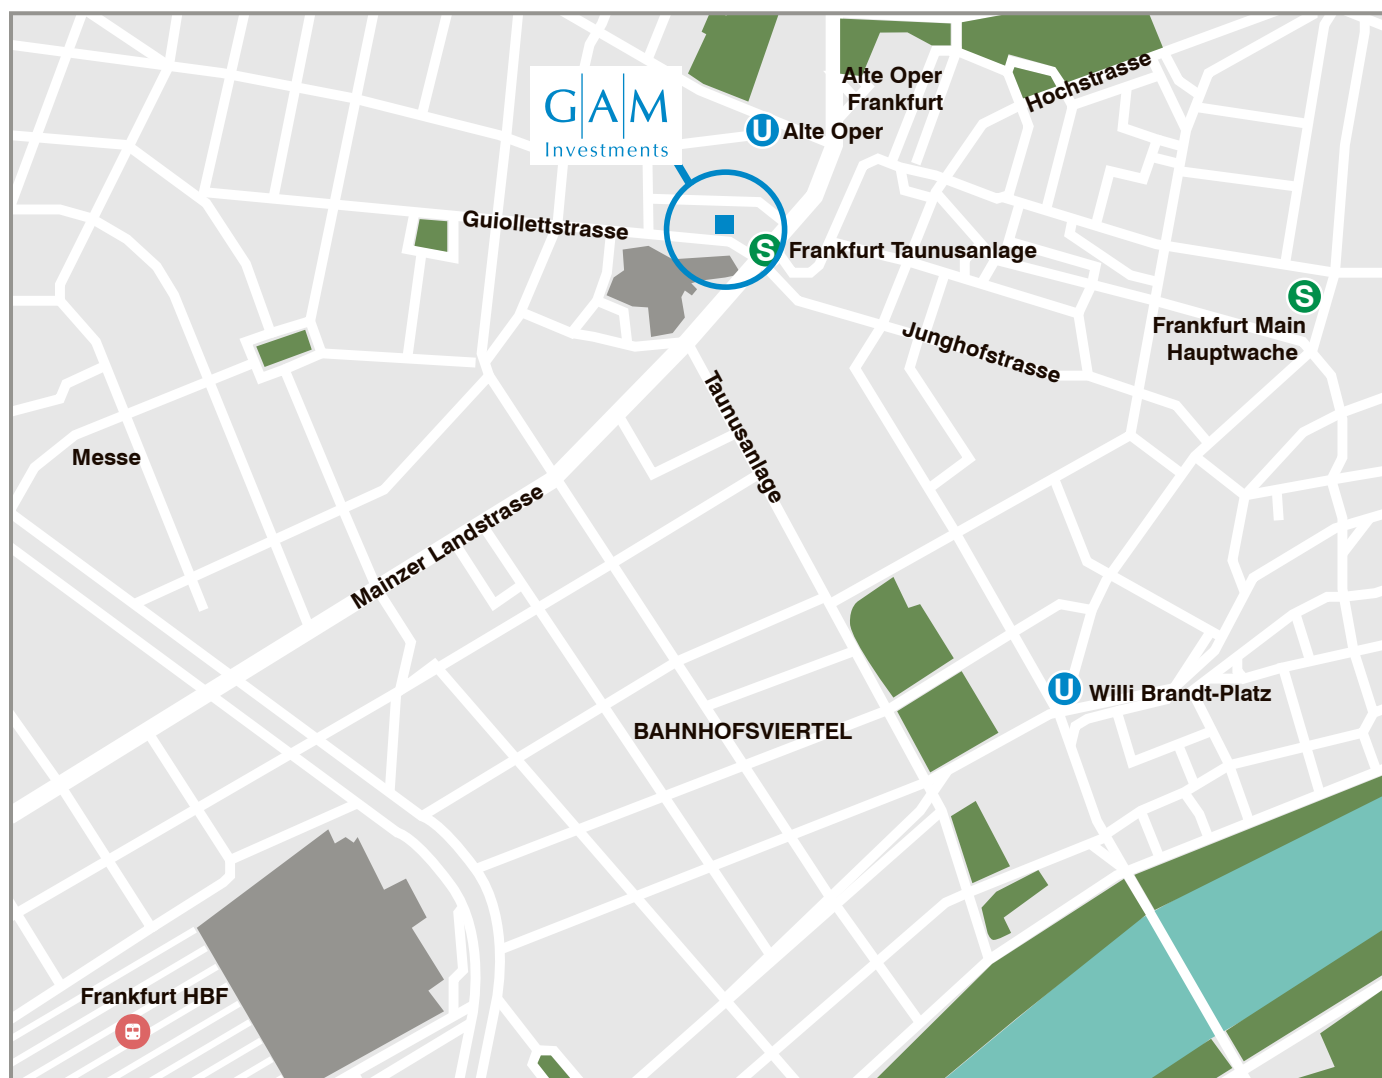 Alte Oper
Frankfurt
Hochstrasse
G|A|M
Investments
U Alte Oper
Guiollettstrasse
S Frankfurt Taunusanlage
S
Frankfurt Main
Hauptwache
Junghofstrasse
Taunusanlage
Messe
Mainzer Landstrasse
U Willi Brandt-Platz
BAHNHOFSVIERTEL
Frankfurt HBF